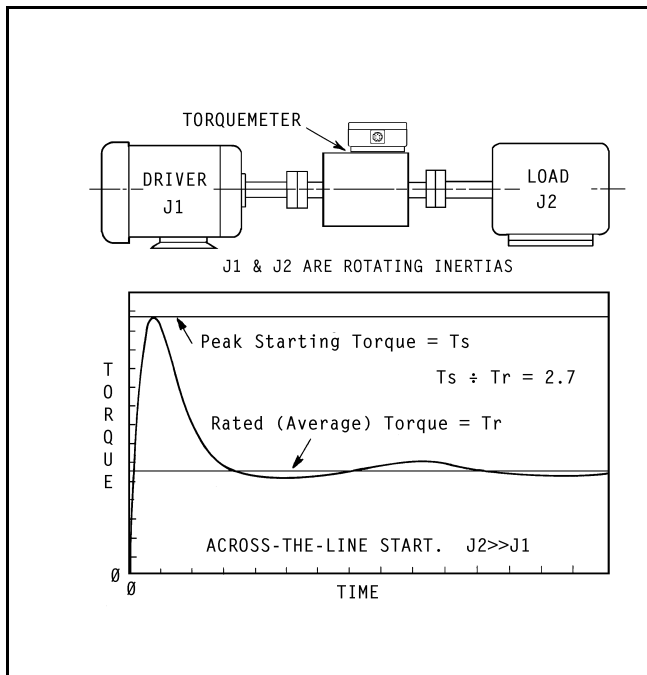 TORQUEMETER
DRIVER
J1
LOAD
J2
J1 & J2 ARE ROTATING INERTIAS
Peak Starting Torque = Ts
Ts ÷ Tr = 2.7
Rated (Average) Torque = Tr
TORQUE
ACROSS-THE-LINE START. J2>>J1
Ø
Ø
TIME